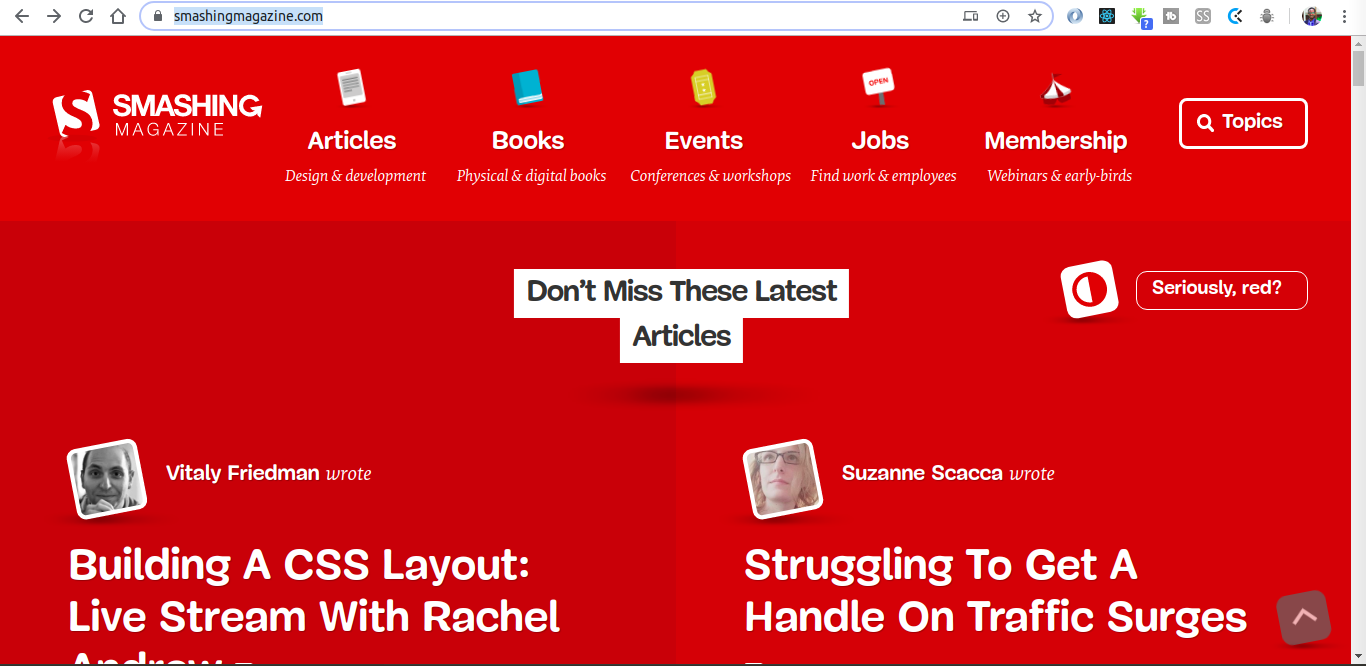 smashingmagazine.com
SMASHING
MAGAZINE
OPEN
Articles
Books
Events
Jobs
Membership
Topics
Design & development
Physical & digital books
Conferences & workshops
Find work & employees
Webinars & early-birds
Don’t Miss These Latest
Articles
Seriously, red?
Vitaly Friedman wrote
Building A CSS Layout:
Live Stream With Rachel
Andrew –
Suzanne Scacca wrote
Struggling To Get A
Handle On Traffic Surges
–